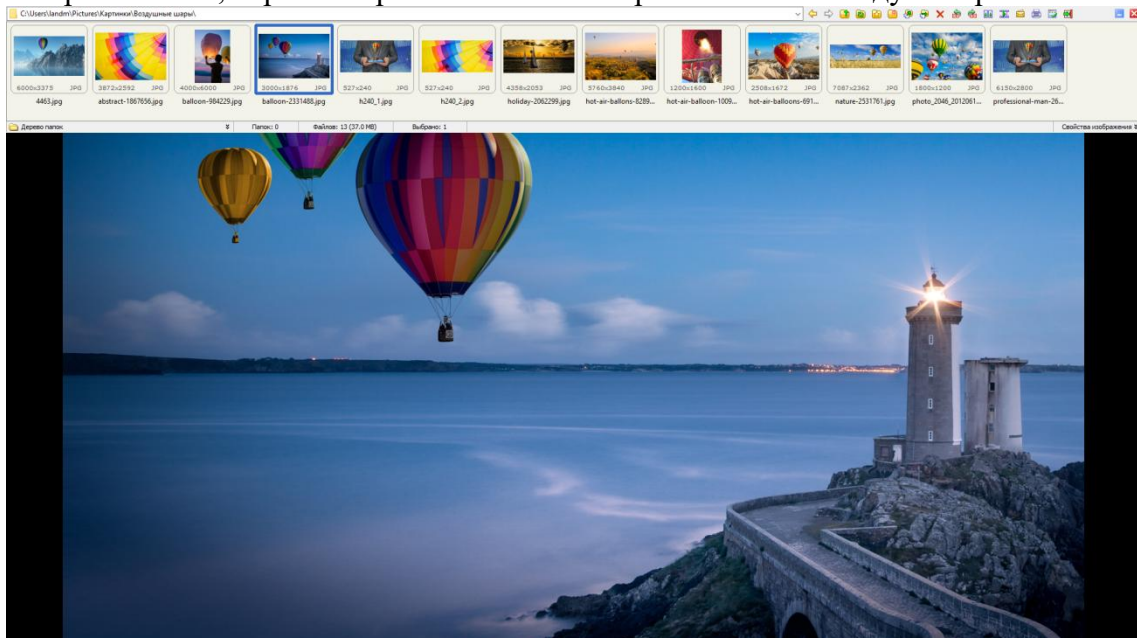 C:\Users\landm\Pictures\Картинки\Воздушные шары\
6000x3375 JPG 3872x2592 JPG 4000x6000 JPG 3000x1876 JPG 527x240 JPG 527x240 JPG 4358x2053 JPG 5760x3840 JPG 1200x1600 JPG 2508x1672 JPG 7087x2362 JPG 1800x1200 JPG 6150x2800 JPG
4463.jpg abstract-1867656.jpg balloon-984229.jpg balloon-2331488.jpg h240_1.jpg h240_2.jpg holiday-2062299.jpg hot-air-ballons-8289... hot-air-balloon-1009... hot-air-balloons-691... nature-2531761.jpg photo_2046_2012061... professional-man-26...
Дерево папок Папок: 0 Файлов: 13 (37.0 MB) Выбрано: 1 Свойства изображения